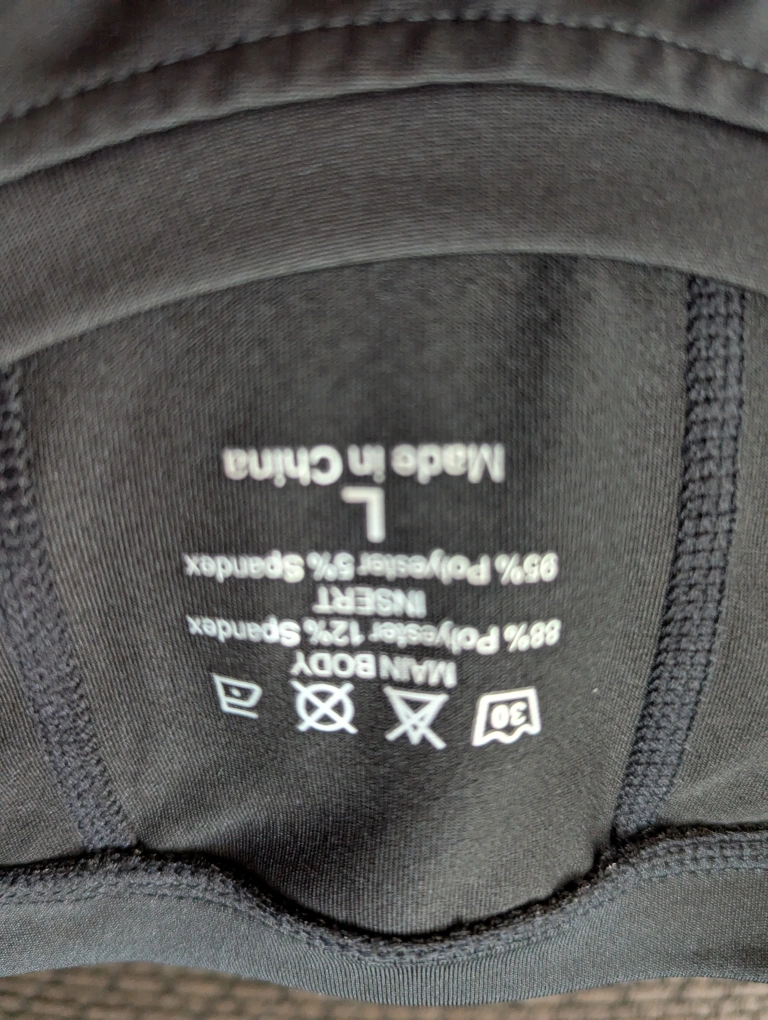 30
MAIN BODY
88% Polyester 12% Spandex
INSERT
95% Polyester 5% Spandex
L
Made in China